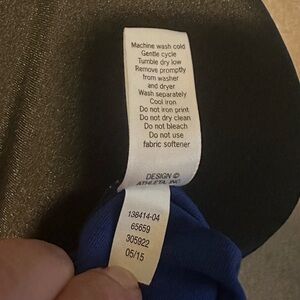 Machine wash cold
Gentle cycle
Tumble dry low
Remove promptly
from washer
and dryer
Wash separately
Cool iron
Do not iron print
Do not dry clean
Do not bleach
Do not use
fabric softener
DESIGN ©
ATHLETA, INC.
138414-04
65659
305922
05/15